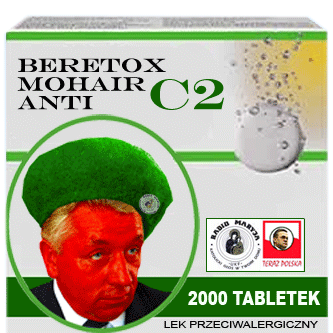 BERETOX
MOHAIR
ANTI C2
RADIO MARYJA
TERAZ POLSKA
2000 TABLETEK
LEK PRZECIWALERGICZNY